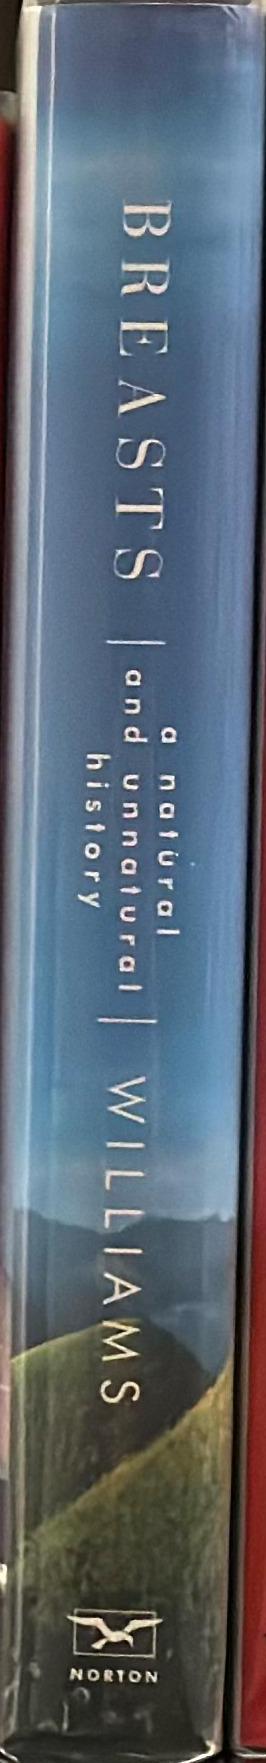 BREASTS
a natural
and unnatural
history
WILLIAMS
NORTON